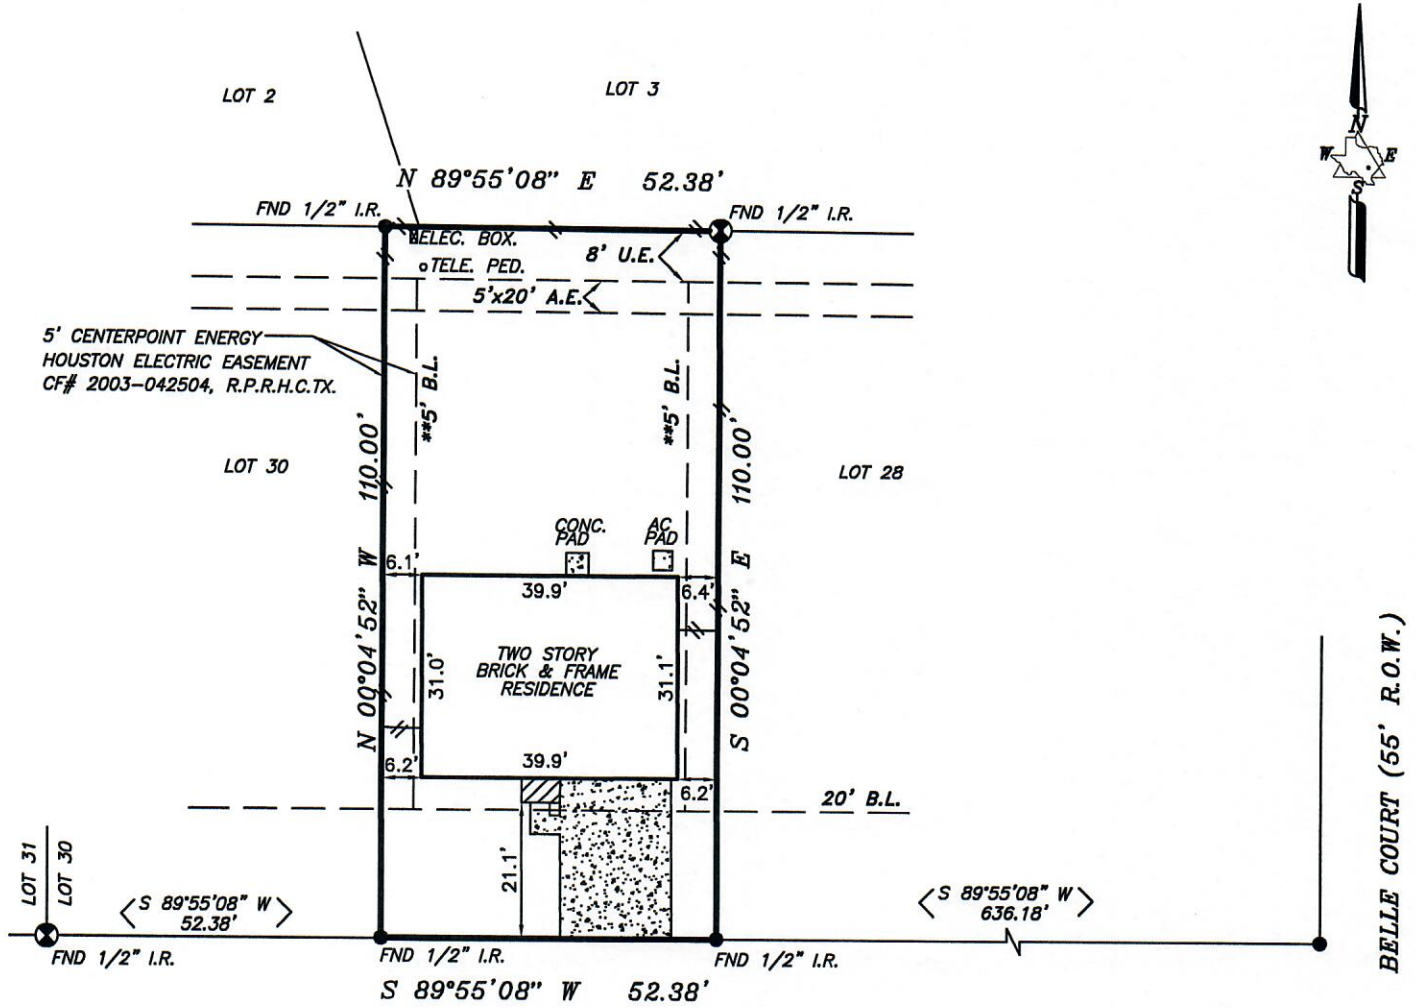 LOT 2
LOT 3
N
W E
S
N 89°55'08" E 52.38'
FND 1/2" I.R.
FND 1/2" I.R.
ELEC. BOX.
8' U.E.
TELE. PED.
5'x20' A.E.
5' CENTERPOINT ENERGY
HOUSTON ELECTRIC EASEMENT
CF# 2003-042504, R.P.R.H.C.TX.
**5' B.L.
**5' B.L.
N 00°04'52" W 110.00'
S 00°04'52" E 110.00'
LOT 30
LOT 28
CONC.
PAD
AC
PAD
6.1'
39.9'
6.4'
31.0'
TWO STORY
BRICK & FRAME
RESIDENCE
31.1'
6.2'
39.9'
6.2'
20' B.L.
21.1'
LOT 31
LOT 30
S 89°55'08" W
52.38'
S 89°55'08" W
636.18'
BELLE COURT (55' R.O.W.)
FND 1/2" I.R.
FND 1/2" I.R.
FND 1/2" I.R.
S 89°55'08" W 52.38'